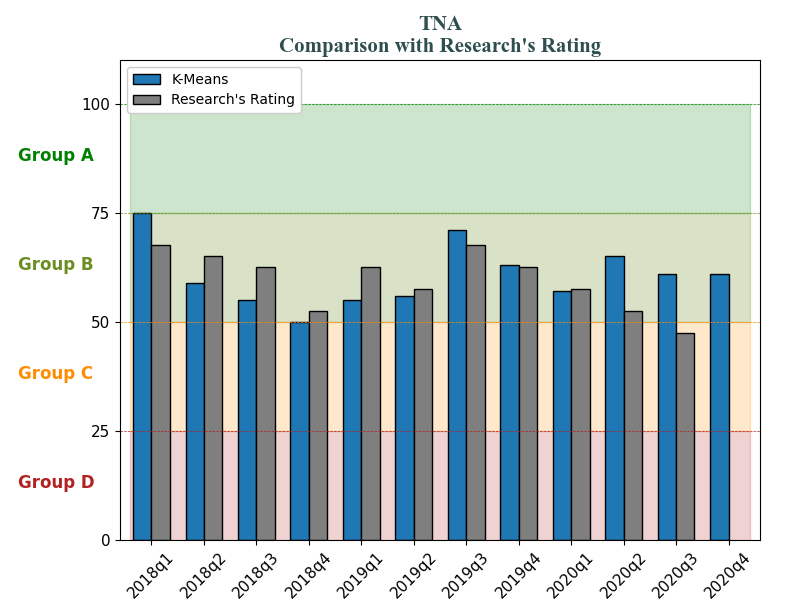 TNA
Comparison with Research's Rating
K-Means
Research's Rating
100
Group A
75
Group B
50
Group C
25
Group D
0
2018q1
2018q2
2018q3
2018q4
2019q1
2019q2
2019q3
2019q4
2020q1
2020q2
2020q3
2020q4